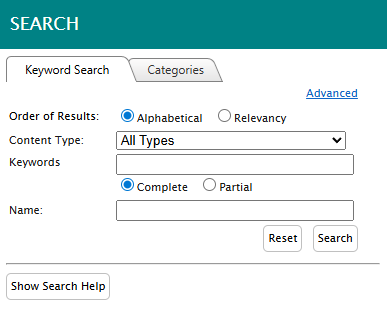 SEARCH
Keyword Search Categories
Advanced
Order of Results: Alphabetical Relevancy
Content Type: All Types
Keywords
Complete Partial
Name:
Reset Search
Show Search Help